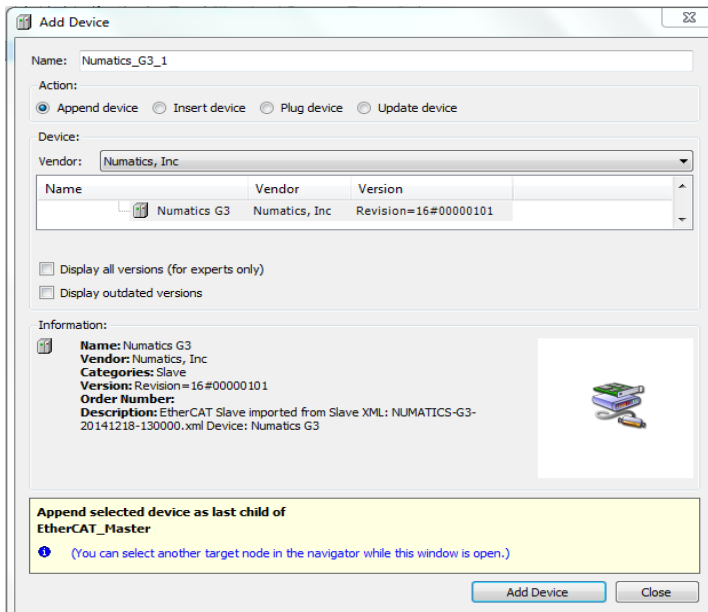 Add Device
Name: Numatics_G3_1
Action:
Append device Insert device Plug device Update device
Device:
Vendor: Numatics, Inc
Name Vendor Version
Numatics G3 Numatics, Inc Revision=16#00000101
Display all versions (for experts only)
Display outdated versions
Information:
Name: Numatics G3
Vendor: Numatics, Inc
Categories: Slave
Version: Revision=16#00000101
Order Number:
Description: EtherCAT Slave imported from Slave XML: NUMATICS-G3-
20141218-130000.xml Device: Numatics G3
Append selected device as last child of
EtherCAT_Master
(You can select another target node in the navigator while this window is open.)
Add Device Close